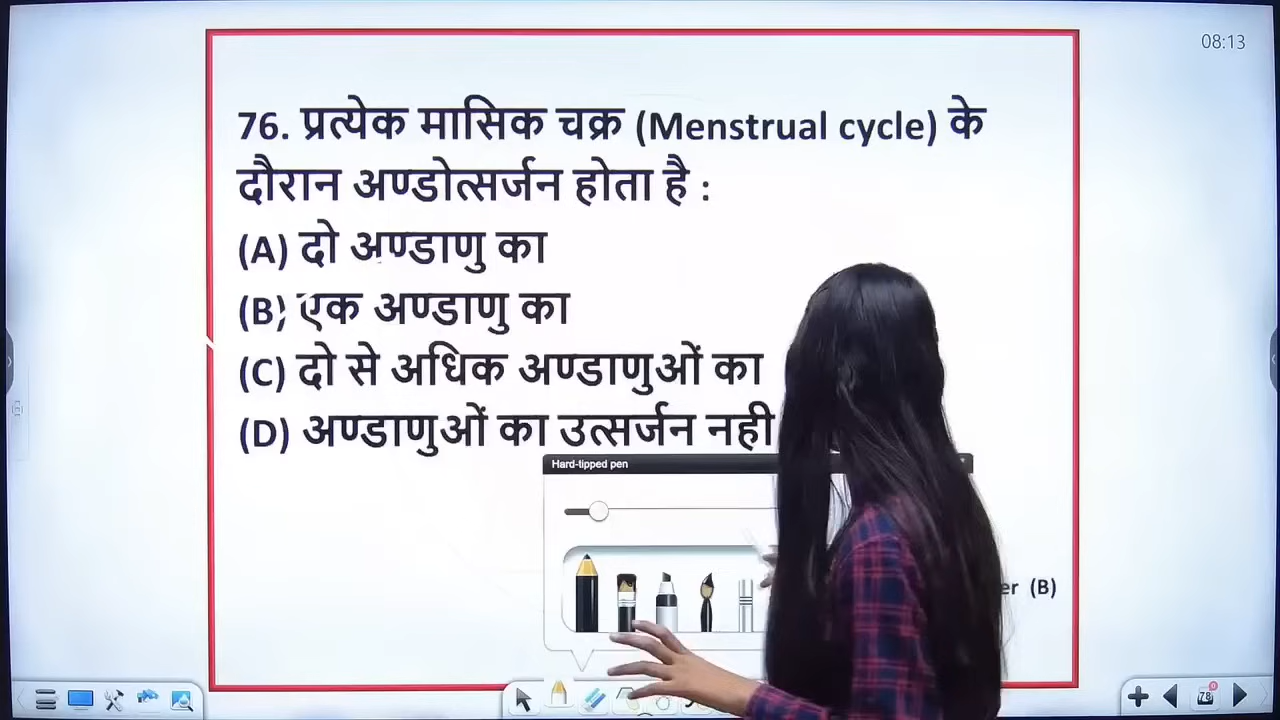 08:13
76. प्रत्येक मासिक चक्र (Menstrual cycle) के
दौरान अण्डोत्सर्जन होता है :
(A) दो अण्डाणु का
(B) एक अण्डाणु का
(C) दो से अधिक अण्डाणुओं का
(D) अण्डाणुओं का उत्सर्जन नही
Hard-tipped pen
(B)
78